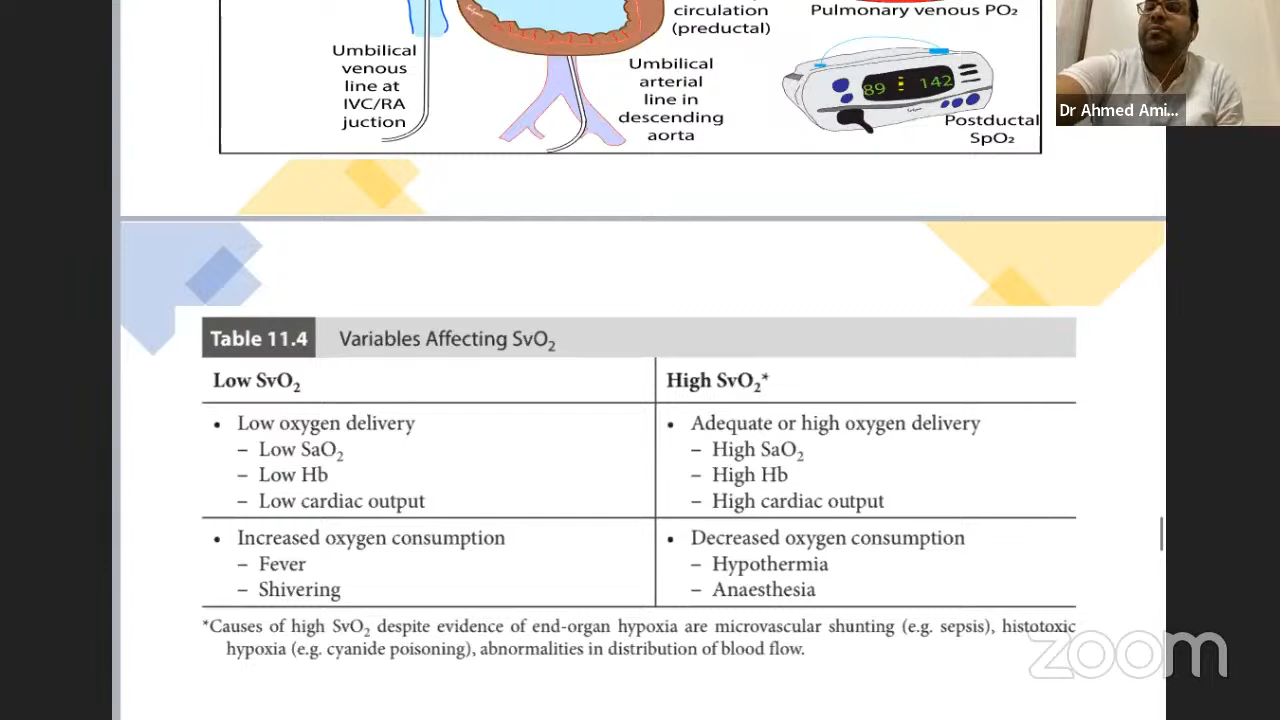 circulation
(preductal)
Pulmonary venous PO₂
Umbilical
venous
line at
IVC/RA
juction
Umbilical
arterial
line in
descending
aorta
89
142
Postductal
SpO₂
Dr Ahmed Ami...
Table 11.4 Variables Affecting SvO₂
Low SvO₂
High SvO₂*
• Low oxygen delivery
– Low SaO₂
– Low Hb
– Low cardiac output
• Adequate or high oxygen delivery
– High SaO₂
– High Hb
– High cardiac output
• Increased oxygen consumption
– Fever
– Shivering
• Decreased oxygen consumption
– Hypothermia
– Anaesthesia
*Causes of high SvO₂ despite evidence of end-organ hypoxia are microvascular shunting (e.g. sepsis), histotoxic
hypoxia (e.g. cyanide poisoning), abnormalities in distribution of blood flow.
zoom